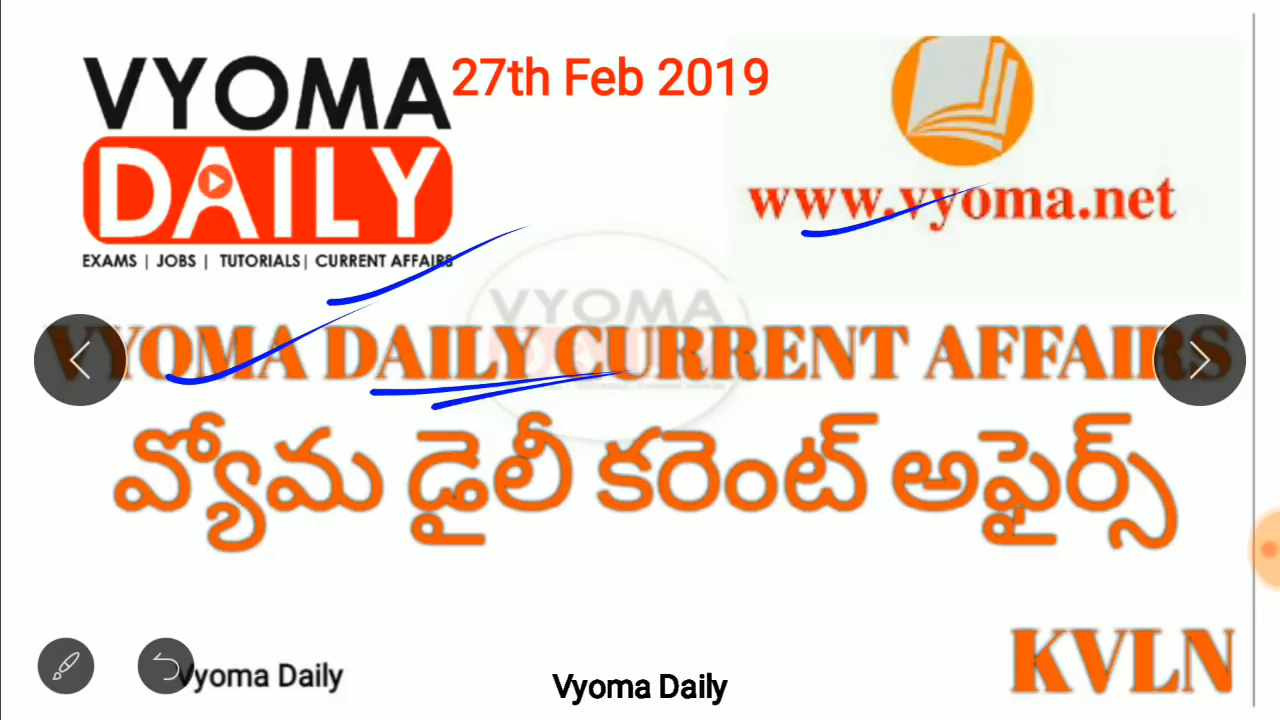 VYOMA
27th Feb 2019
DAILY
EXAMS | JOBS | TUTORIALS | CURRENT AFFAIRS
www.vyoma.net
VYOMA
VYOMA DAILY CURRENT AFFAIRS
వ్యోమ డైలీ కరెంట్ అఫైర్స్
KVLN
Vyoma Daily
Vyoma Daily